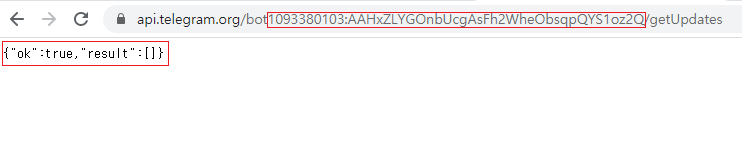 api.telegram.org/bot1093380103:AAHxZLYGOnbUcgAsFh2WheObsqpQYS1oz2Q/getUpdates
{"ok":true,"result":[]}